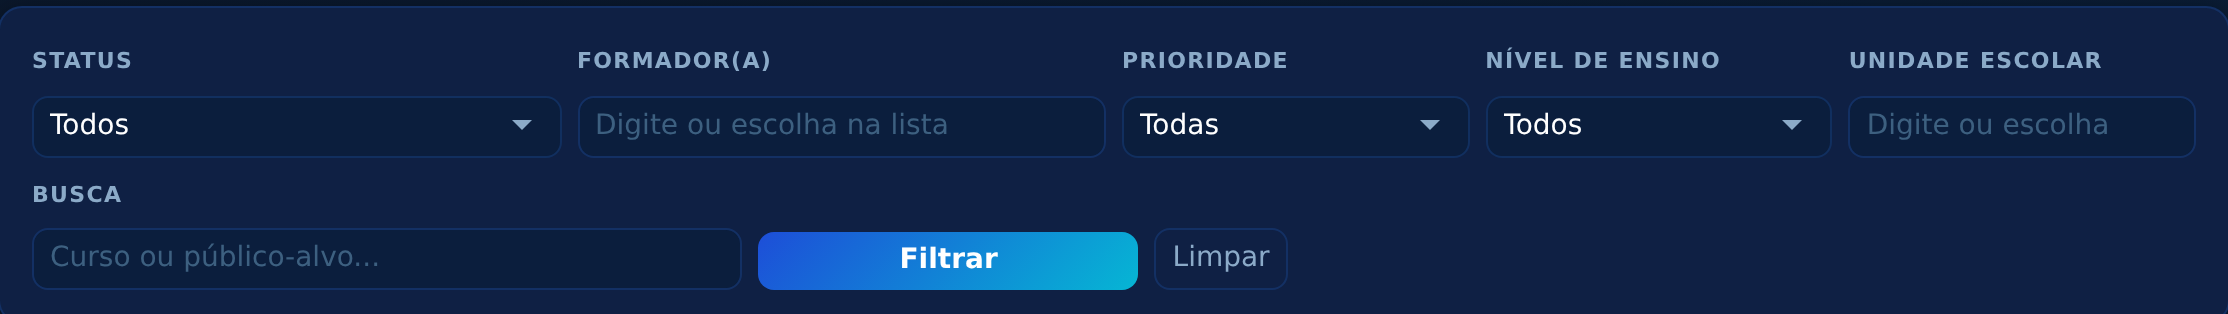 STATUS
FORMADOR(A)
PRIORIDADE
NÍVEL DE ENSINO
UNIDADE ESCOLAR
Todos
Digite ou escolha na lista
Todas
Todos
Digite ou escolha
BUSCA
Curso ou público-alvo...
Filtrar
Limpar